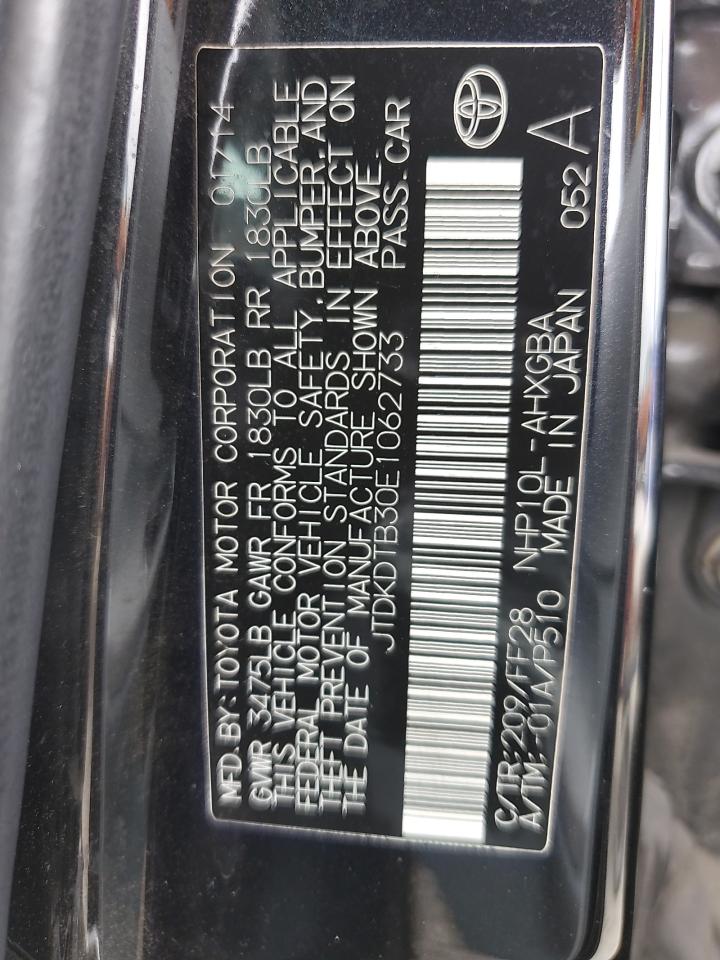 MFD.BY:TOYOTA MOTOR CORPORATION 01/14
GVWR 3475LB GAWR FR 1830LB RR 1830LB
THIS VEHICLE CONFORMS TO ALL APPLICABLE
FEDERAL MOTOR VEHICLE SAFETY,BUMPER,AND
THEFT PREVENTION STANDARDS IN EFFECT ON
THE DATE OF MANUFACTURE SHOWN ABOVE.
JTDKDTB30E1062733 PASS.CAR
C/TR:209/FF28 NHP10L-AHXGBA 052 A
A/TM:-01A/P510 MADE IN JAPAN